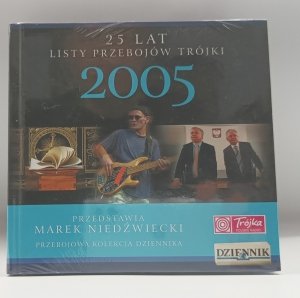 25 LAT
LISTY PRZEBOJÓW TRÓJKI
2005
PRZEDSTAWIA
MAREK NIEDŹWIECKI
PRZEBOJOWA KOLEKCJA DZIENNIKA
Trójka
DZIENNIK